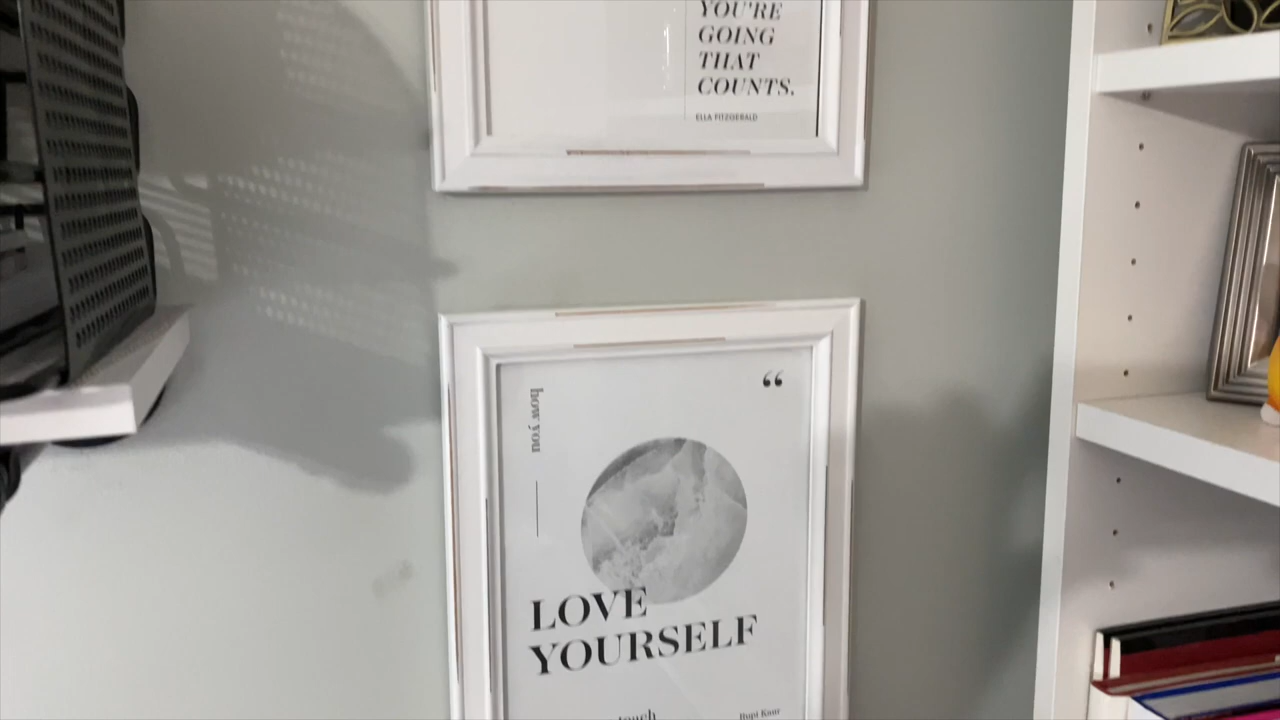 YOU'RE
GOING
THAT
COUNTS.
ELLA FITZGERALD
“
how you
LOVE
YOURSELF
touch
Rupi Kaur